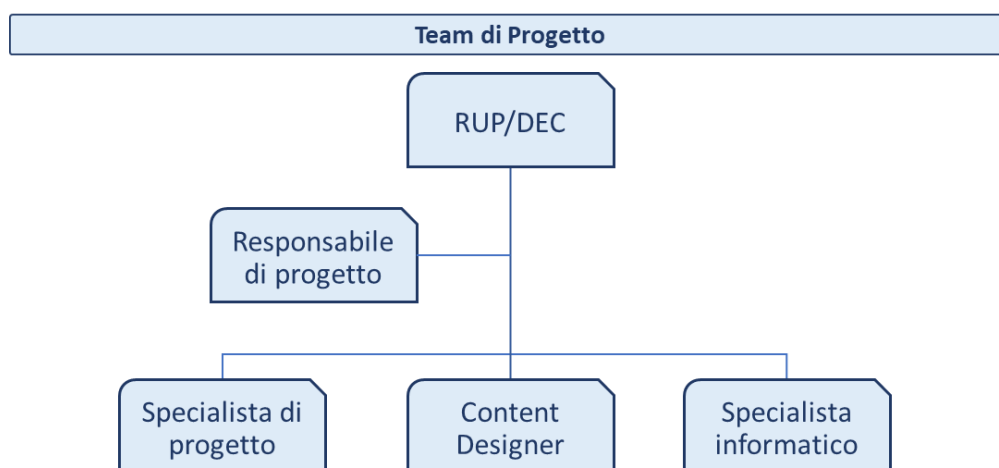 Team di Progetto
RUP/DEC
Responsabile
di progetto
Specialista di
progetto
Content
Designer
Specialista
informatico